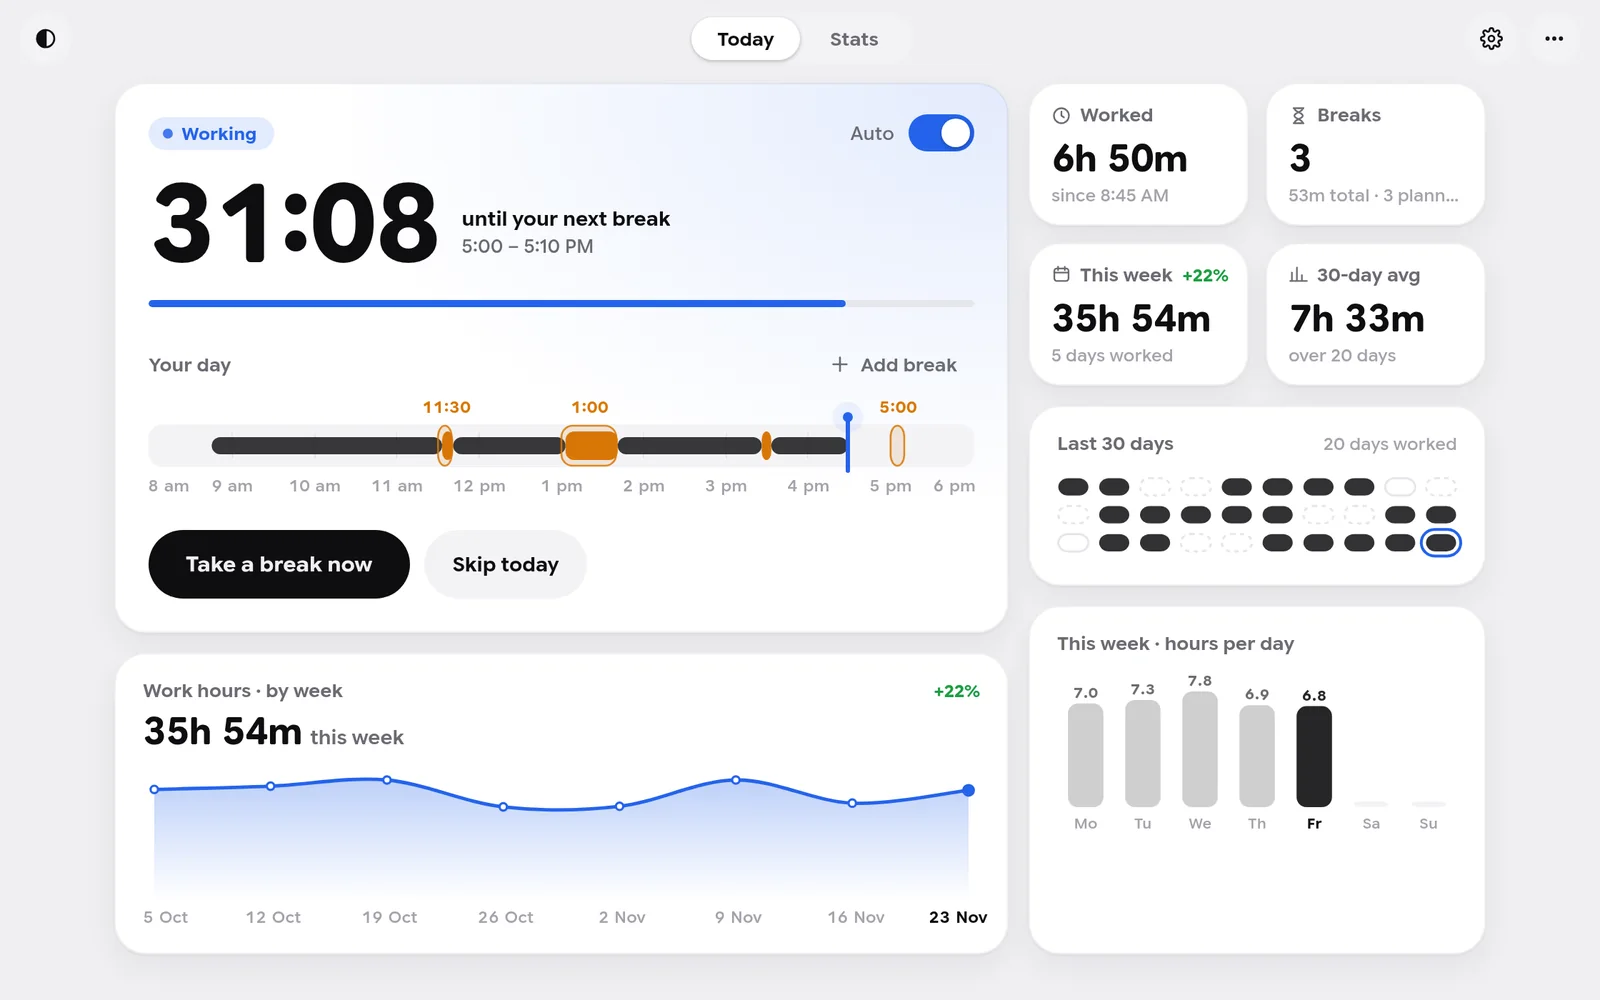 Today
Stats
Working
Auto
31:08
until your next break
5:00 – 5:10 PM
Your day
Add break
11:30
1:00
5:00
8 am
9 am
10 am
11 am
12 pm
1 pm
2 pm
3 pm
4 pm
5 pm
6 pm
Take a break now
Skip today
Worked
6h 50m
since 8:45 AM
Breaks
3
53m total · 3 plann...
This week +22%
35h 54m
5 days worked
30-day avg
7h 33m
over 20 days
Last 30 days
20 days worked
Work hours · by week
+22%
35h 54m this week
5 Oct
12 Oct
19 Oct
26 Oct
2 Nov
9 Nov
16 Nov
23 Nov
This week · hours per day
7.0
7.3
7.8
6.9
6.8
Mo
Tu
We
Th
Fr
Sa
Su